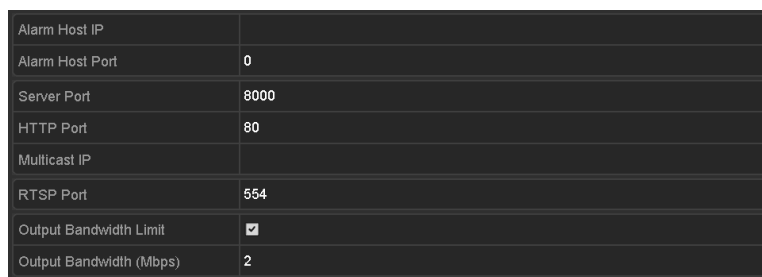 Alarm Host IP
Alarm Host Port 0
Server Port 8000
HTTP Port 80
Multicast IP
RTSP Port 554
Output Bandwidth Limit
Output Bandwidth (Mbps) 2